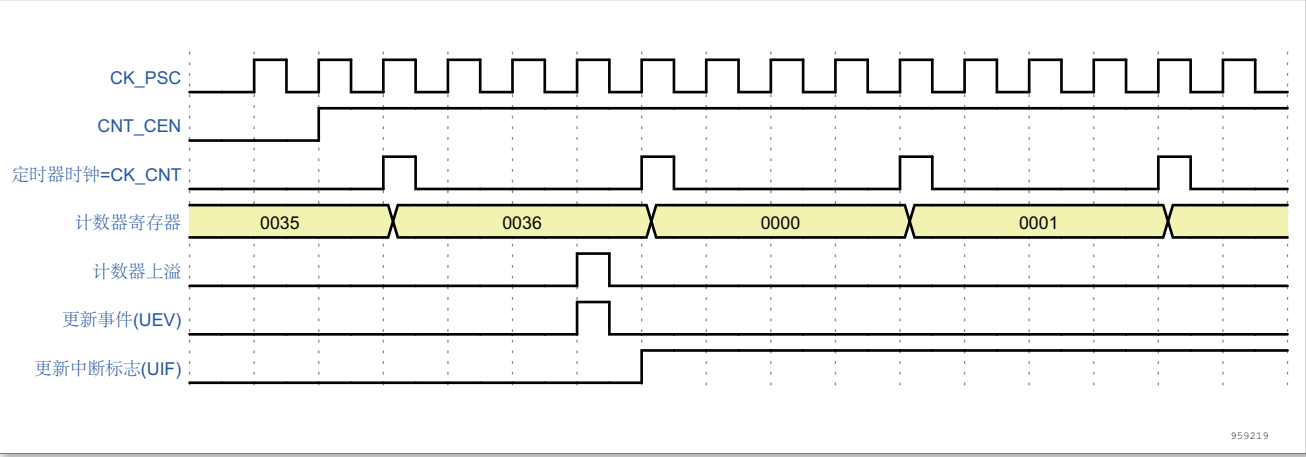 CK_PSC
CNT_CEN
定时器时钟=CK_CNT
计数器寄存器 0035 0036 0000 0001
计数器上溢
更新事件(UEV)
更新中断标志(UIF)
959219